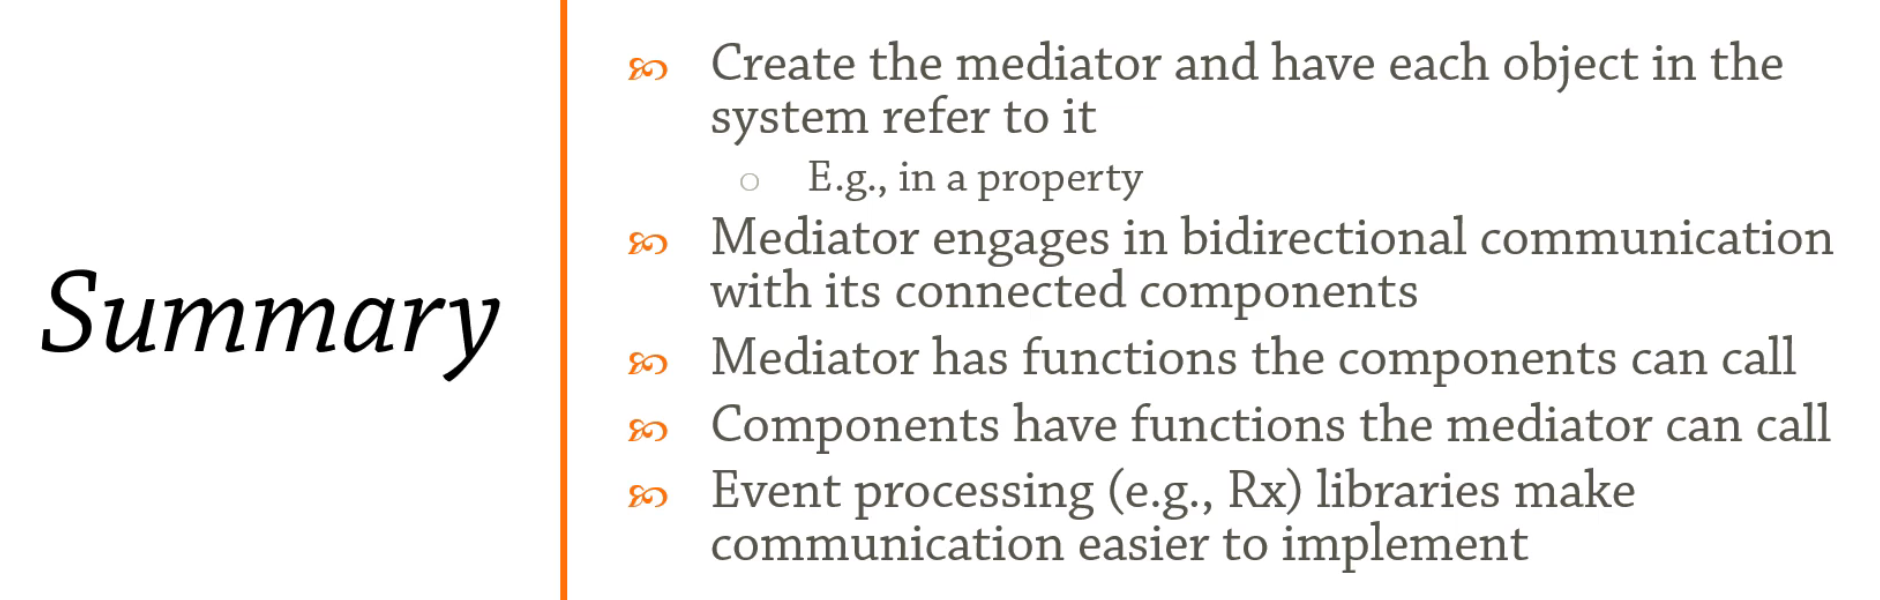 Summary
Create the mediator and have each object in the
system refer to it
E.g., in a property
Mediator engages in bidirectional communication
with its connected components
Mediator has functions the components can call
Components have functions the mediator can call
Event processing (e.g., Rx) libraries make
communication easier to implement